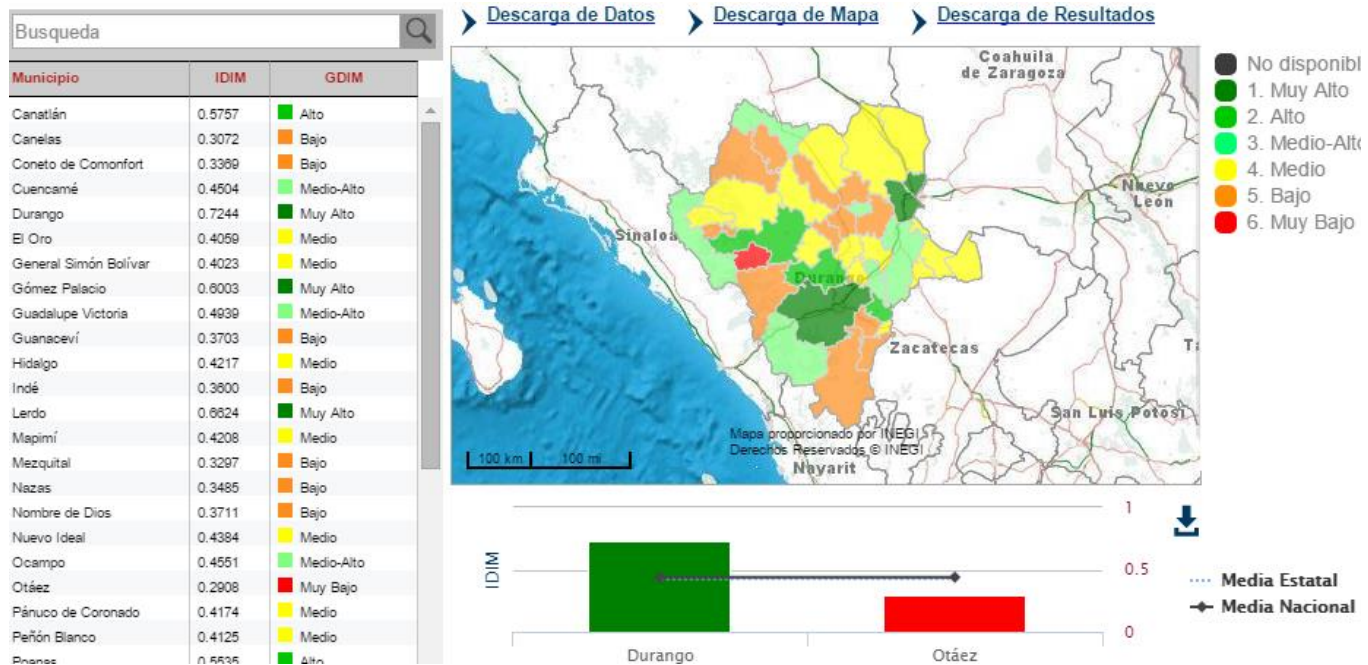 Busqueda
Descarga de Datos
Descarga de Mapa
Descarga de Resultados
Municipio IDIM GDIM
Canatlán 0.5757 Alto
Canelas 0.3072 Bajo
Coneto de Comonfort 0.3369 Bajo
Cuencamé 0.4504 Medio-Alto
Durango 0.7244 Muy Alto
El Oro 0.4059 Medio
General Simón Bolívar 0.4023 Medio
Gómez Palacio 0.6003 Muy Alto
Guadalupe Victoria 0.4939 Medio-Alto
Guanaceví 0.3703 Bajo
Hidalgo 0.4217 Medio
Indé 0.3600 Bajo
Lerdo 0.6624 Muy Alto
Mapimí 0.4208 Medio
Mezquital 0.3297 Bajo
Nazas 0.3485 Bajo
Nombre de Dios 0.3711 Bajo
Nuevo Ideal 0.4384 Medio
Ocampo 0.4551 Medio-Alto
Otáez 0.2908 Muy Bajo
Pánuco de Coronado 0.4174 Medio
Peñón Blanco 0.4125 Medio
Poanas 0.5535 Alto
Coahuila
de Zaragoza
Nuevo
León
Sinaloa
Durango
Zacatecas
San Luis Potosí
Nayarit
Mapa proporcionado por INEGI
Derechos Reservados © INEGI
100 km 100 mi
No disponibl
1. Muy Alto
2. Alto
3. Medio-Alto
4. Medio
5. Bajo
6. Muy Bajo
IDIM
1
0.5
0
Durango
Otáez
Media Estatal
Media Nacional